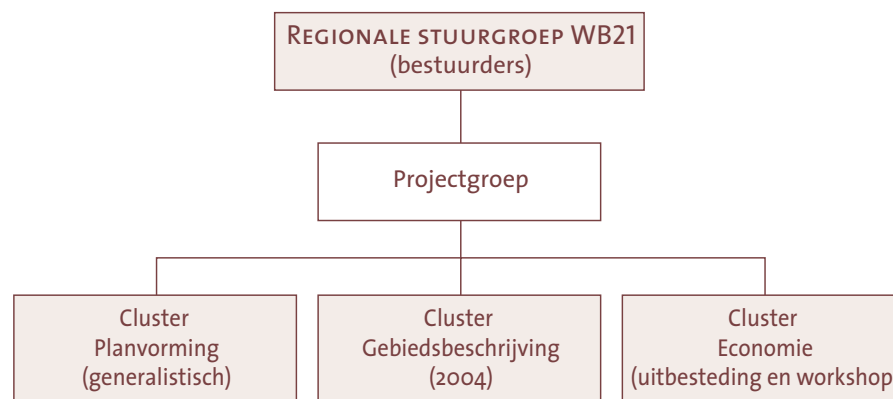 REGIONALE STUURGROEP WB21
(bestuurders)
Projectgroep
Cluster
Planvorming
(generalistisch)
Cluster
Gebiedsbeschrijving
(2004)
Cluster
Economie
(uitbesteding en workshop